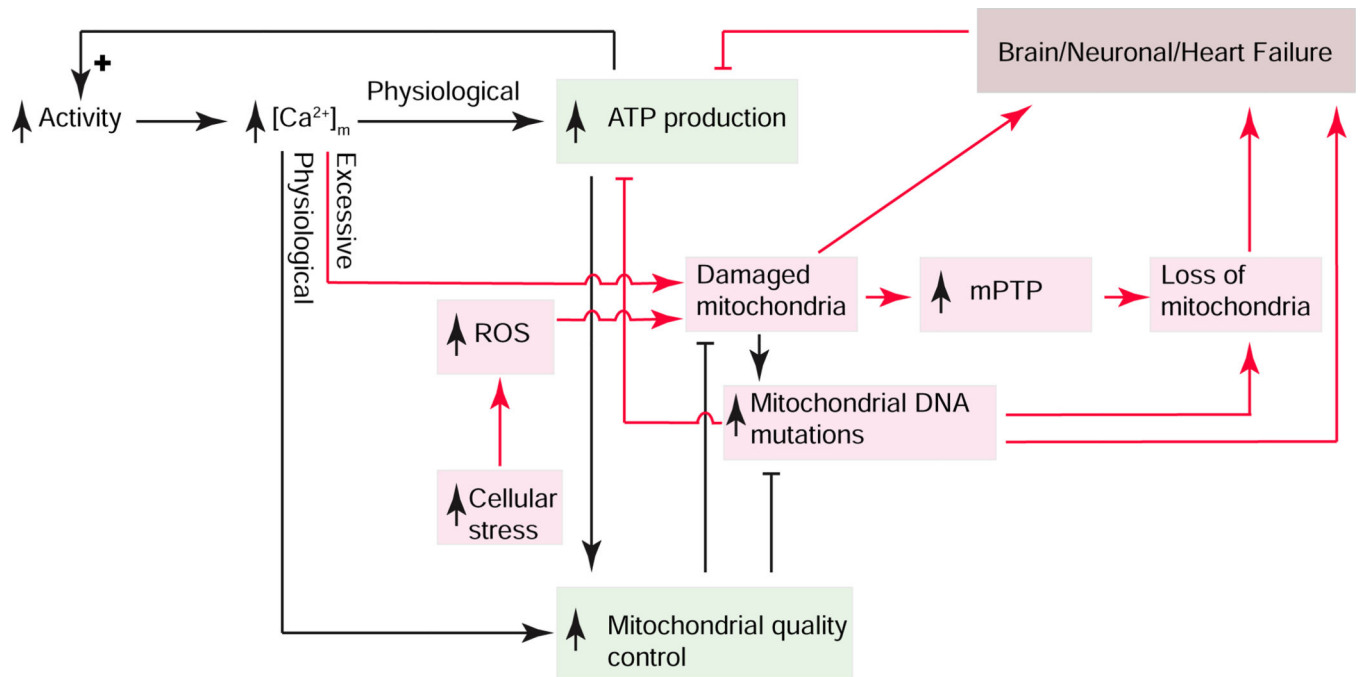 Brain/Neuronal/Heart Failure
+
Activity
[Ca²⁺]ₘ
Physiological
ATP production
Physiological
Excessive
Damaged
mitochondria
mPTP
Loss of
mitochondria
ROS
Mitochondrial DNA
mutations
Cellular
stress
Mitochondrial quality
control